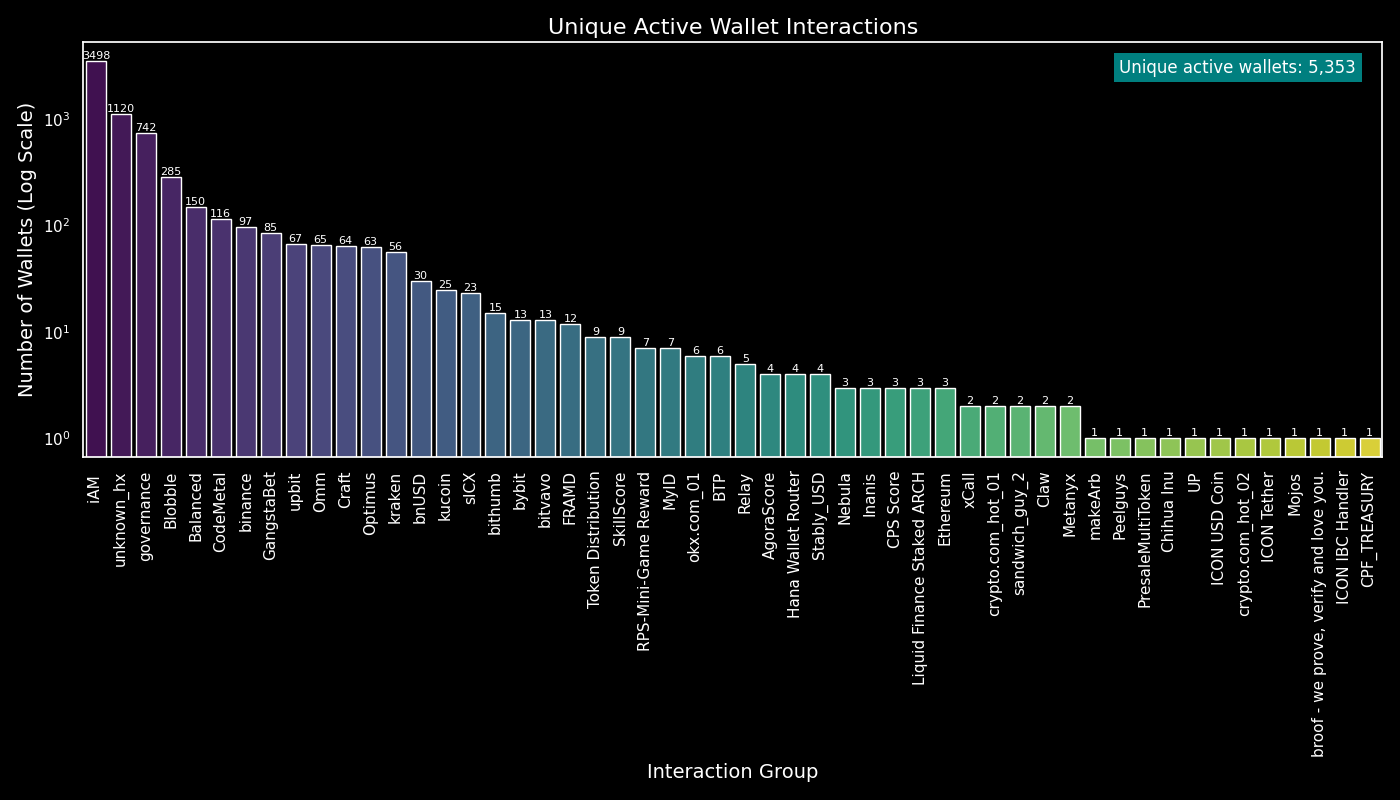 Unique Active Wallet Interactions
Unique active wallets: 5,353
Number of Wallets (Log Scale)
10³
10²
10¹
10⁰
3498
1120
742
285
150
116
97
85
67
65
64
63
56
30
25
23
15
13
13
12
9
9
7
7
6
6
5
4
4
4
3
3
3
3
3
2
2
2
2
2
1
1
1
1
1
1
1
1
1
1
1
1
iAM
unknown_hx
governance
Blobble
Balanced
CodeMetal
binance
GangstaBet
upbit
Omm
Craft
Optimus
kraken
bnUSD
kucoin
sICX
bithumb
bybit
bitvavo
FRAMD
Token Distribution
SkillScore
RPS-Mini-Game Reward
MyID
okx.com_01
BTP
Relay
AgoraScore
Hana Wallet Router
Stably_USD
Nebula
Inanis
CPS Score
Liquid Finance Staked ARCH
Ethereum
xCall
crypto.com_hot_01
sandwich_guy_2
Claw
Metanyx
makeArb
Peelguys
PresaleMultiToken
Chihua Inu
UP
ICON USD Coin
crypto.com_hot_02
ICON Tether
Mojos
broof - we prove, verify and love you.
ICON IBC Handler
CPF_TREASURY
Interaction Group